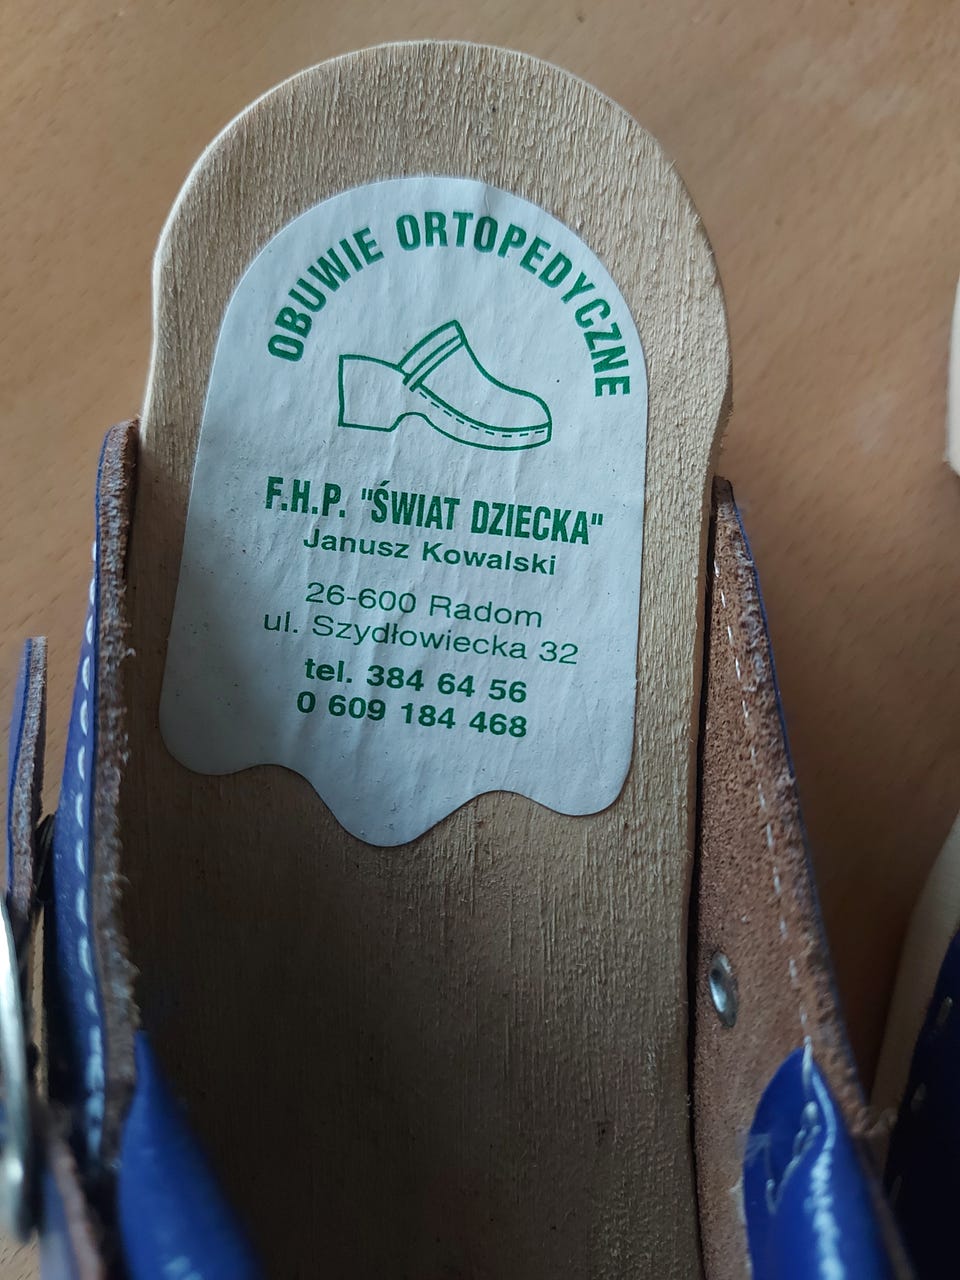 OBUWIE ORTOPEDYCZNE
F.H.P. "ŚWIAT DZIECKA"
Janusz Kowalski
26-600 Radom
ul. Szydłowiecka 32
tel. 384 64 56
0 609 184 468